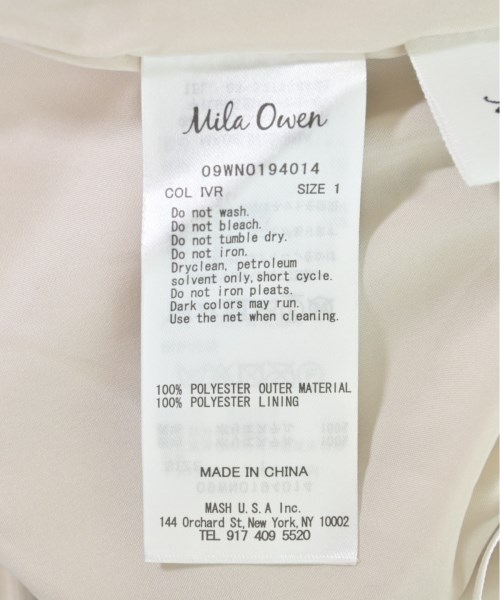 Mila Owen
09WNO194014
COL IVR SIZE 1
Do not wash.
Do not bleach.
Do not tumble dry.
Do not iron.
Dryclean, petroleum
solvent only,short cycle.
Do not iron pleats.
Dark colors may run.
Use the net when cleaning.
100% POLYESTER OUTER MATERIAL
100% POLYESTER LINING
MADE IN CHINA
MASH U.S.A Inc.
144 Orchard St,New York,NY 10002
TEL 917 409 5520